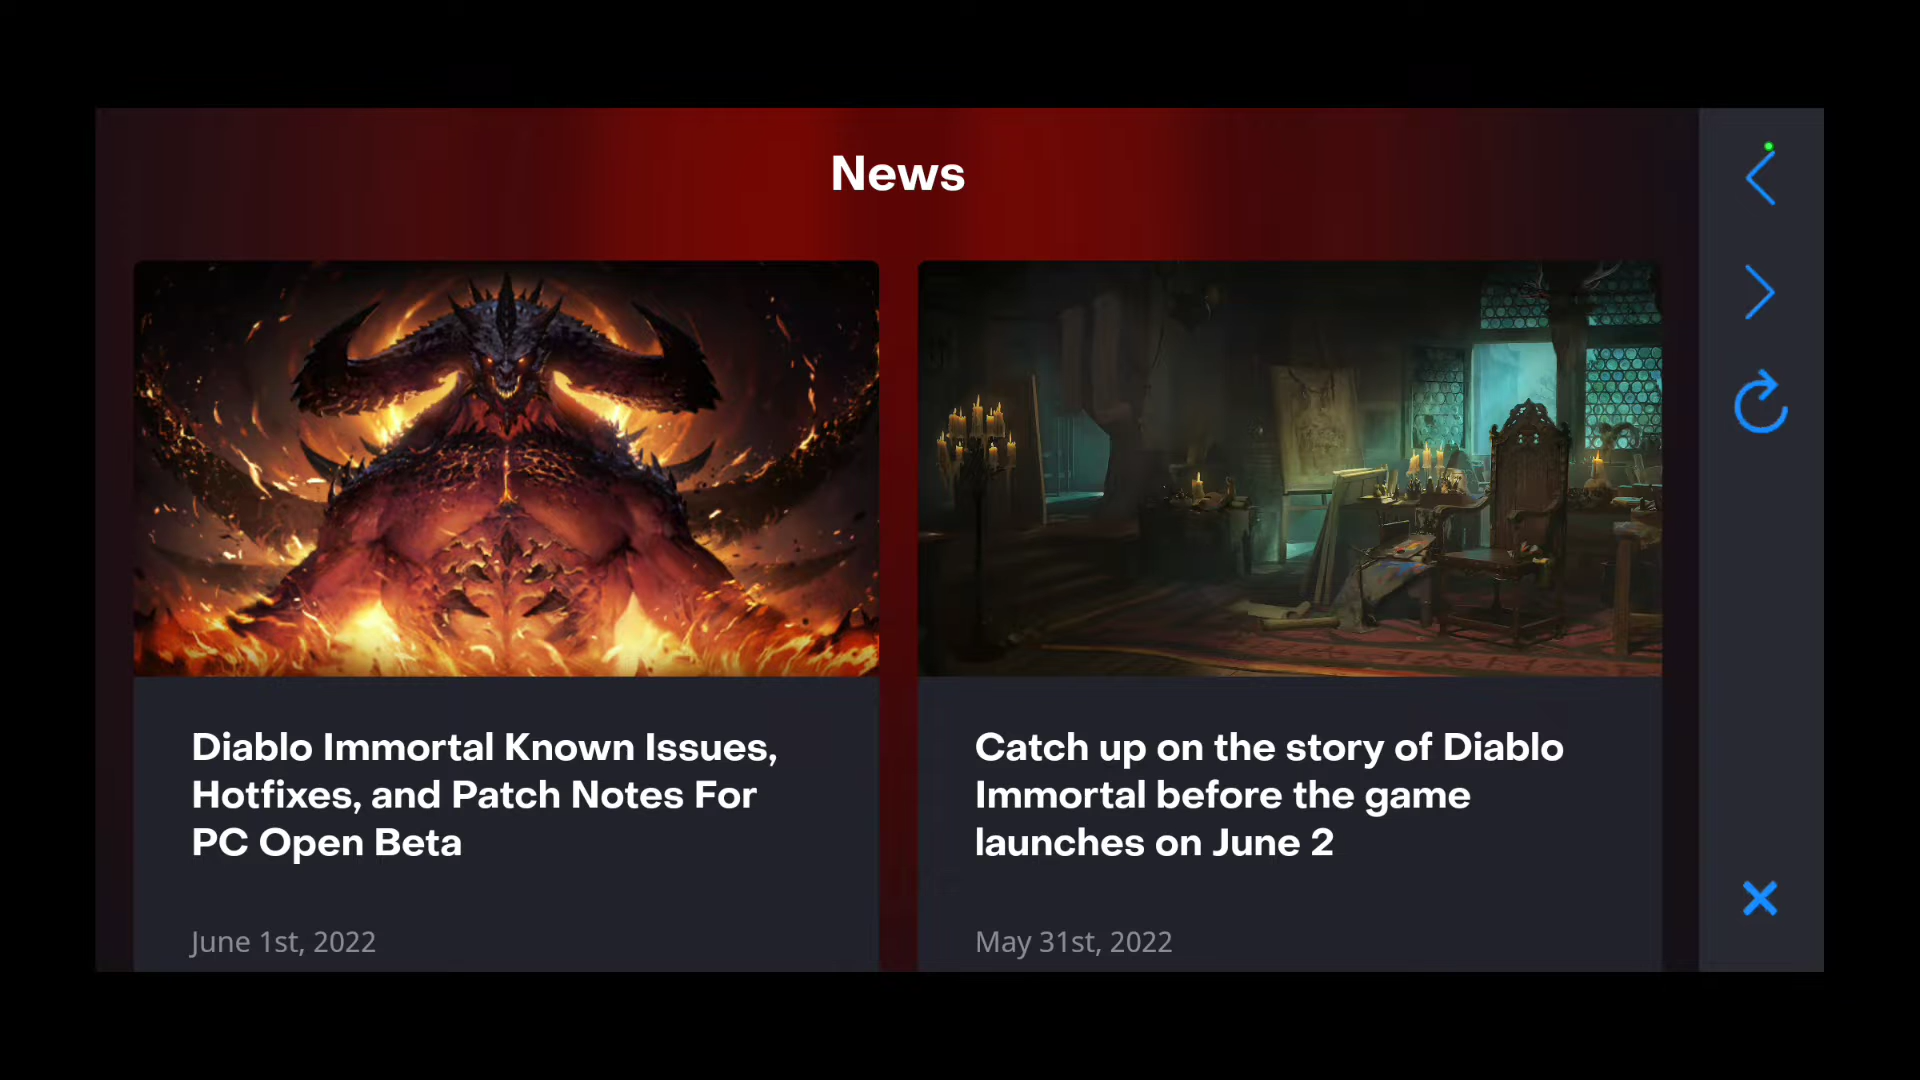 News
Diablo Immortal Known Issues,
Hotfixes, and Patch Notes For
PC Open Beta
June 1st, 2022
Catch up on the story of Diablo
Immortal before the game
launches on June 2
May 31st, 2022